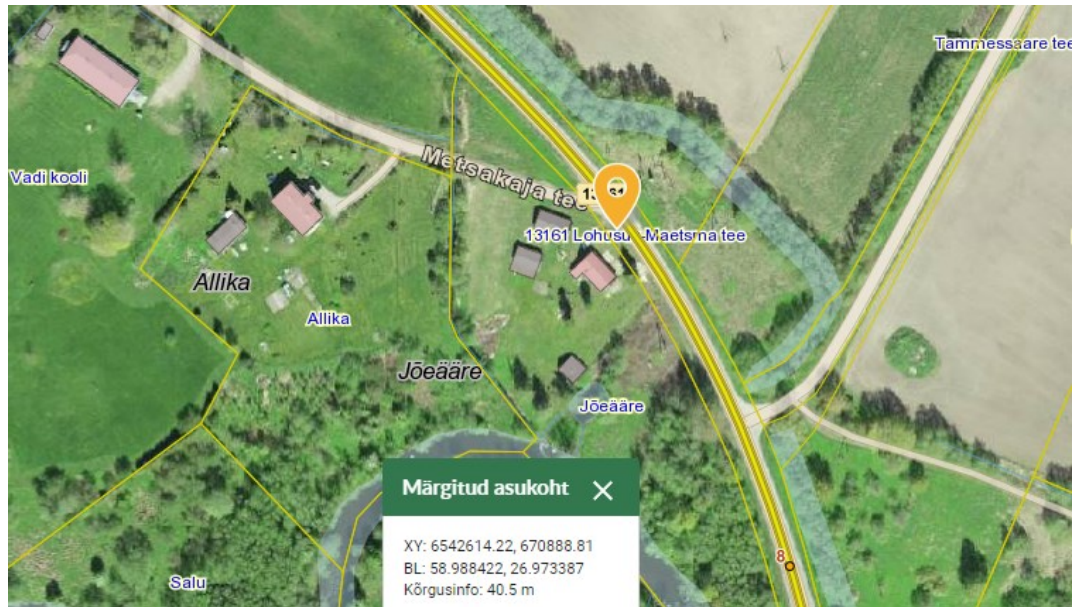 Tammessaare tee
Metsakaja tee
Vadi kooli
13161 Lohusuu-Maetsma tee
Allika
Allika
Jõeääre
Jõeääre
Märgitud asukoht
XY: 6542614.22, 670888.81
BL: 58.988422, 26.973387
Kõrgusinfo: 40.5 m
8
Salu